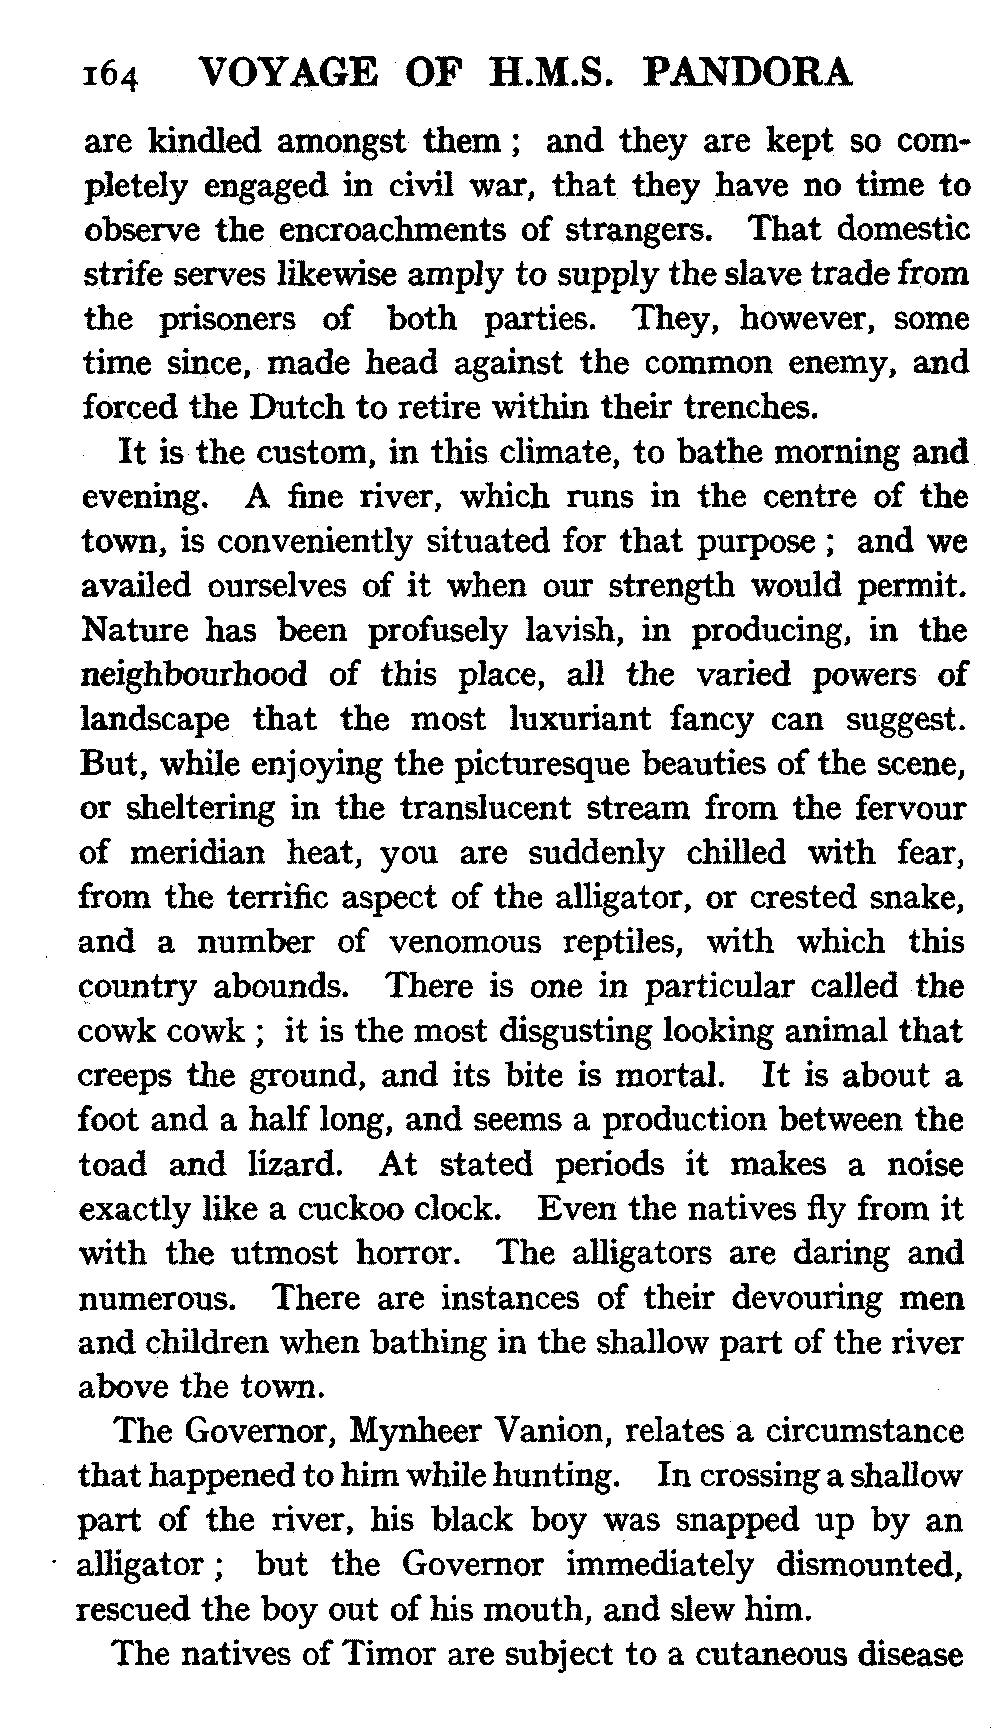 164 VOYAGE OF H.M.S. PANDORA
are kindled amongst them ; and they are kept so com-
pletely engaged in civil war, that they have no time to
observe the encroachments of strangers. That domestic
strife serves likewise amply to supply the slave trade from
the prisoners of both parties. They, however, some
time since, made head against the common enemy, and
forced the Dutch to retire within their trenches.
It is the custom, in this climate, to bathe morning and
evening. A fine river, which runs in the centre of the
town, is conveniently situated for that purpose ; and we
availed ourselves of it when our strength would permit.
Nature has been profusely lavish, in producing, in the
neighbourhood of this place, all the varied powers of
landscape that the most luxuriant fancy can suggest.
But, while enjoying the picturesque beauties of the scene,
or sheltering in the translucent stream from the fervour
of meridian heat, you are suddenly chilled with fear,
from the terrific aspect of the alligator, or crested snake,
and a number of venomous reptiles, with which this
country abounds. There is one in particular called the
cowk cowk ; it is the most disgusting looking animal that
creeps the ground, and its bite is mortal. It is about a
foot and a half long, and seems a production between the
toad and lizard. At stated periods it makes a noise
exactly like a cuckoo clock. Even the natives fly from it
with the utmost horror. The alligators are daring and
numerous. There are instances of their devouring men
and children when bathing in the shallow part of the river
above the town.
The Governor, Mynheer Vanion, relates a circumstance
that happened to him while hunting. In crossing a shallow
part of the river, his black boy was snapped up by an
alligator ; but the Governor immediately dismounted,
rescued the boy out of his mouth, and slew him.
The natives of Timor are subject to a cutaneous disease